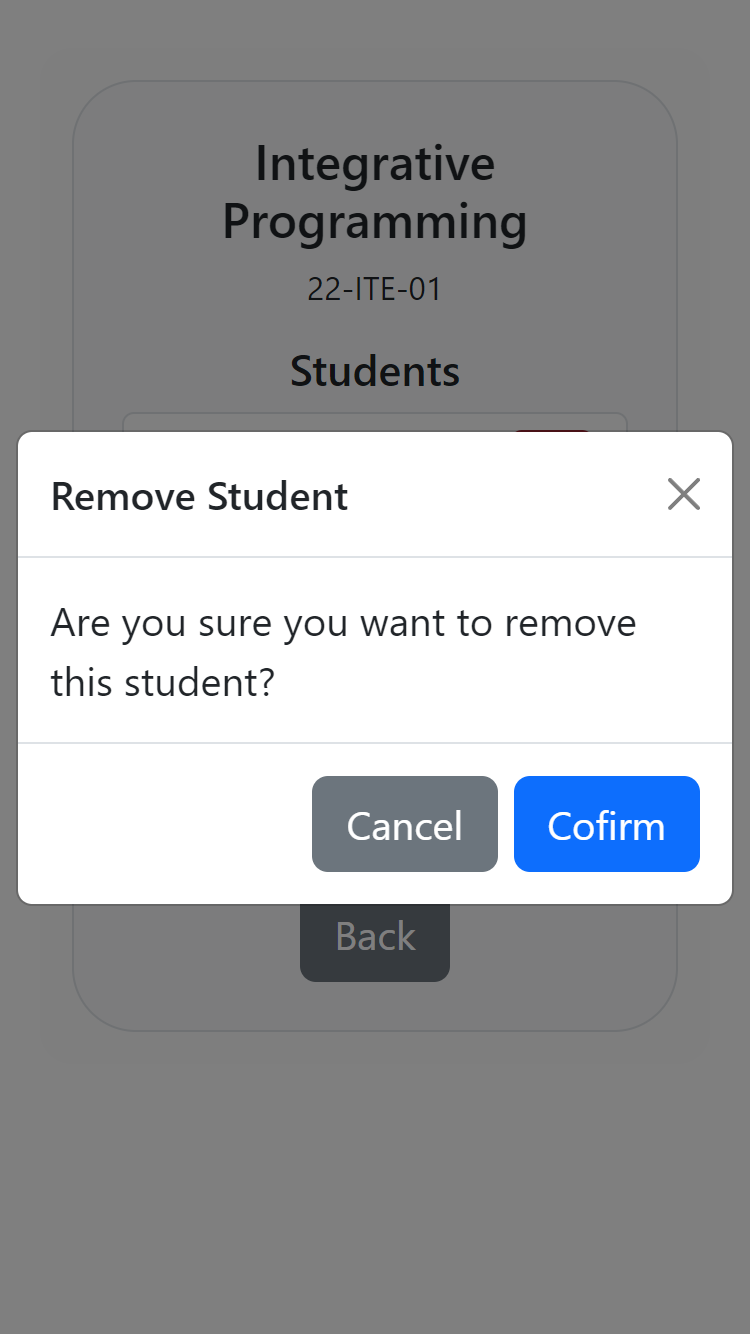 Integrative
Programming
22-ITE-01
Students
Remove Student
Are you sure you want to remove
this student?
Cancel
Cofirm
Back